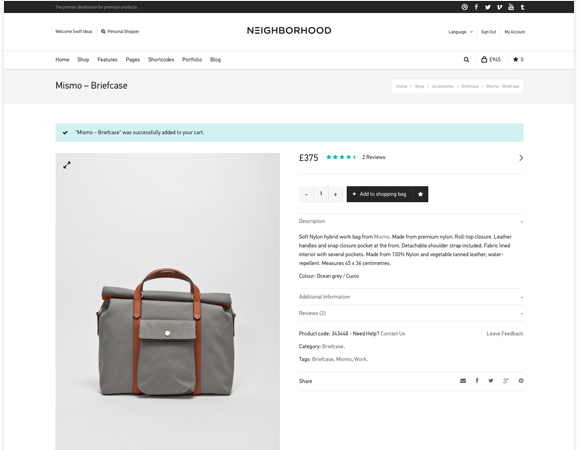 The premier destination for premium products
Welcome Swift Ideas
Personal Shopper
NEIGHBORHOOD
Language
Sign Out
My Account
Home Shop Features Pages Shortcodes Portfolio Blog
£945
0
Mismo – Briefcase
Home > Shop > Accessories > Briefcase > Mismo – Briefcase
"Mismo – Briefcase" was successfully added to your cart.
£375
2 Reviews
- 1 +
+ Add to shopping bag
Description
Soft Nylon hybrid work bag from Mismo. Made from premium nylon. Roll-top closure. Leather
handles and snap closure pocket at the front. Detachable shoulder strap included. Fabric lined
interior with several pockets. Made from 100% Nylon and vegetable tanned leather, water-
repellent. Measures 45 x 36 centimetres.
Colour: Ocean grey / Cuoio
Additional Information
Reviews (2)
Product code: 343448 - Need Help? Contact Us
Leave Feedback
Category: Briefcase.
Tags: Briefcase, Mismo, Work.
Share